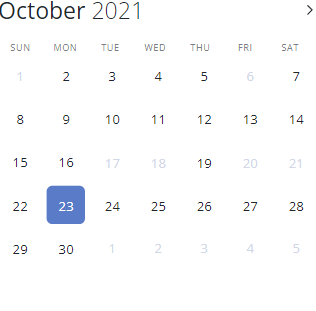 October 2021
SUN MON TUE WED THU FRI SAT
1 2 3 4 5 6 7
8 9 10 11 12 13 14
15 16 17 18 19 20 21
22 23 24 25 26 27 28
29 30 1 2 3 4 5